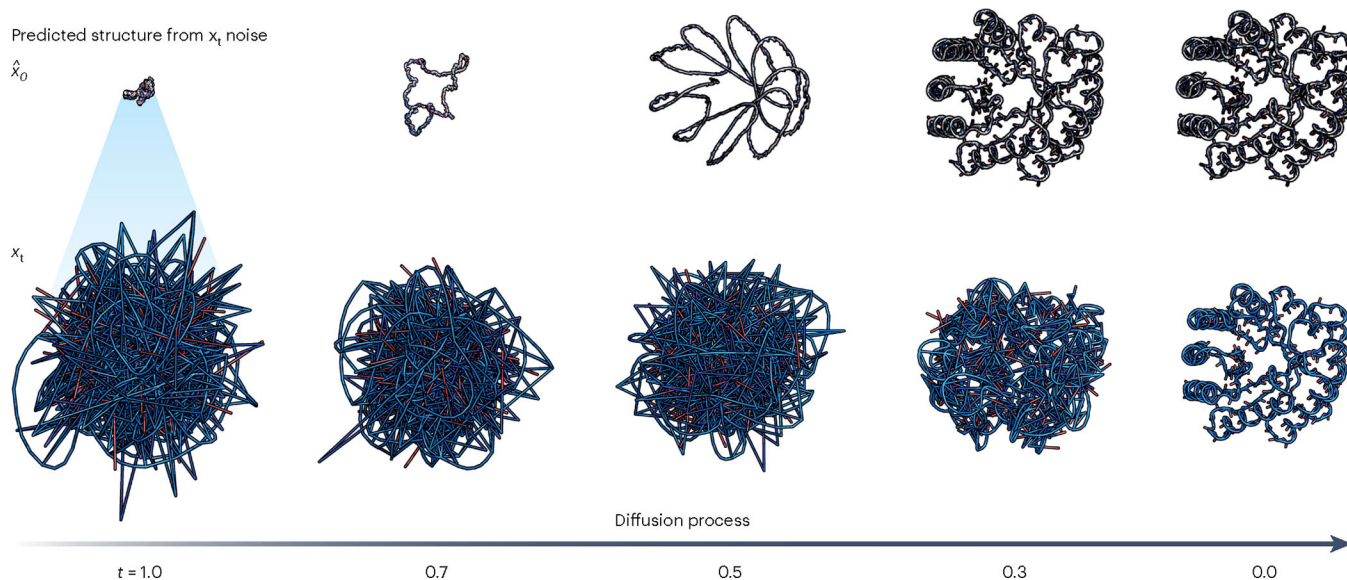 Predicted structure from xₜ noise
x̂₀
xₜ
Diffusion process
t = 1.0
0.7
0.5
0.3
0.0